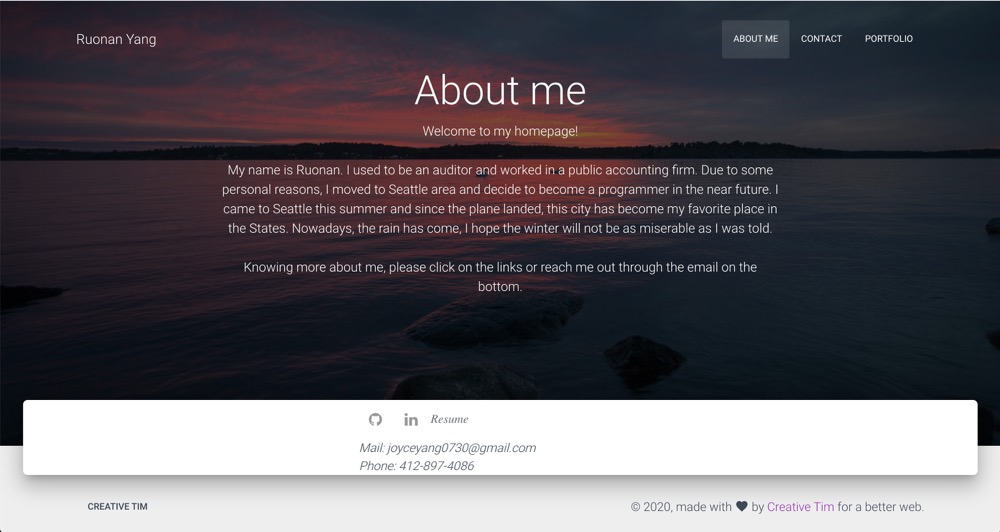 Ruonan Yang
ABOUT ME
CONTACT
PORTFOLIO
About me
Welcome to my homepage!
My name is Ruonan. I used to be an auditor and worked in a public accounting firm. Due to some
personal reasons, I moved to Seattle area and decide to become a programmer in the near future. I
came to Seattle this summer and since the plane landed, this city has become my favorite place in
the States. Nowadays, the rain has come, I hope the winter will not be as miserable as I was told.
Knowing more about me, please click on the links or reach me out through the email on the
bottom.
Resume
Mail: joyceyang0730@gmail.com
Phone: 412-897-4086
CREATIVE TIM
© 2020, made with ♥ by Creative Tim for a better web.